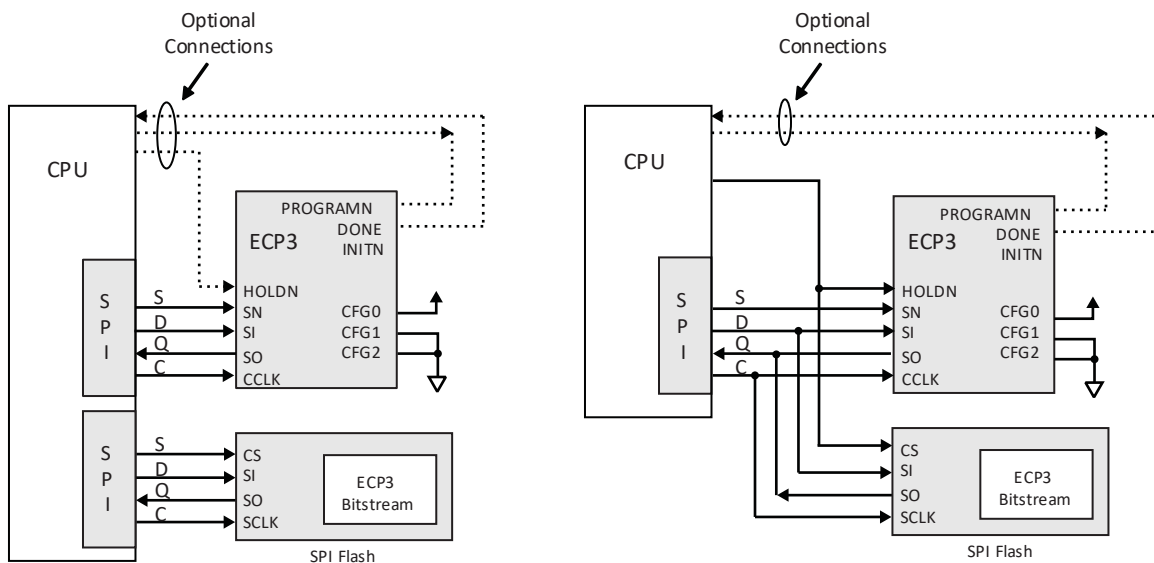 Optional
Connections
CPU
PROGRAMN
DONE
ECP3
INITN
S
P
I
S
D
Q
C
HOLDN
SN
SI
SO
CCLK
CFG0
CFG1
CFG2
S
P
I
S
D
Q
C
CS
SI
SO
SCLK
ECP3
Bitstream
SPI Flash
Optional
Connections
CPU
PROGRAMN
DONE
ECP3
INITN
S
P
I
S
D
Q
C
HOLDN
SN
SI
SO
CCLK
CFG0
CFG1
CFG2
CS
SI
SO
SCLK
ECP3
Bitstream
SPI Flash